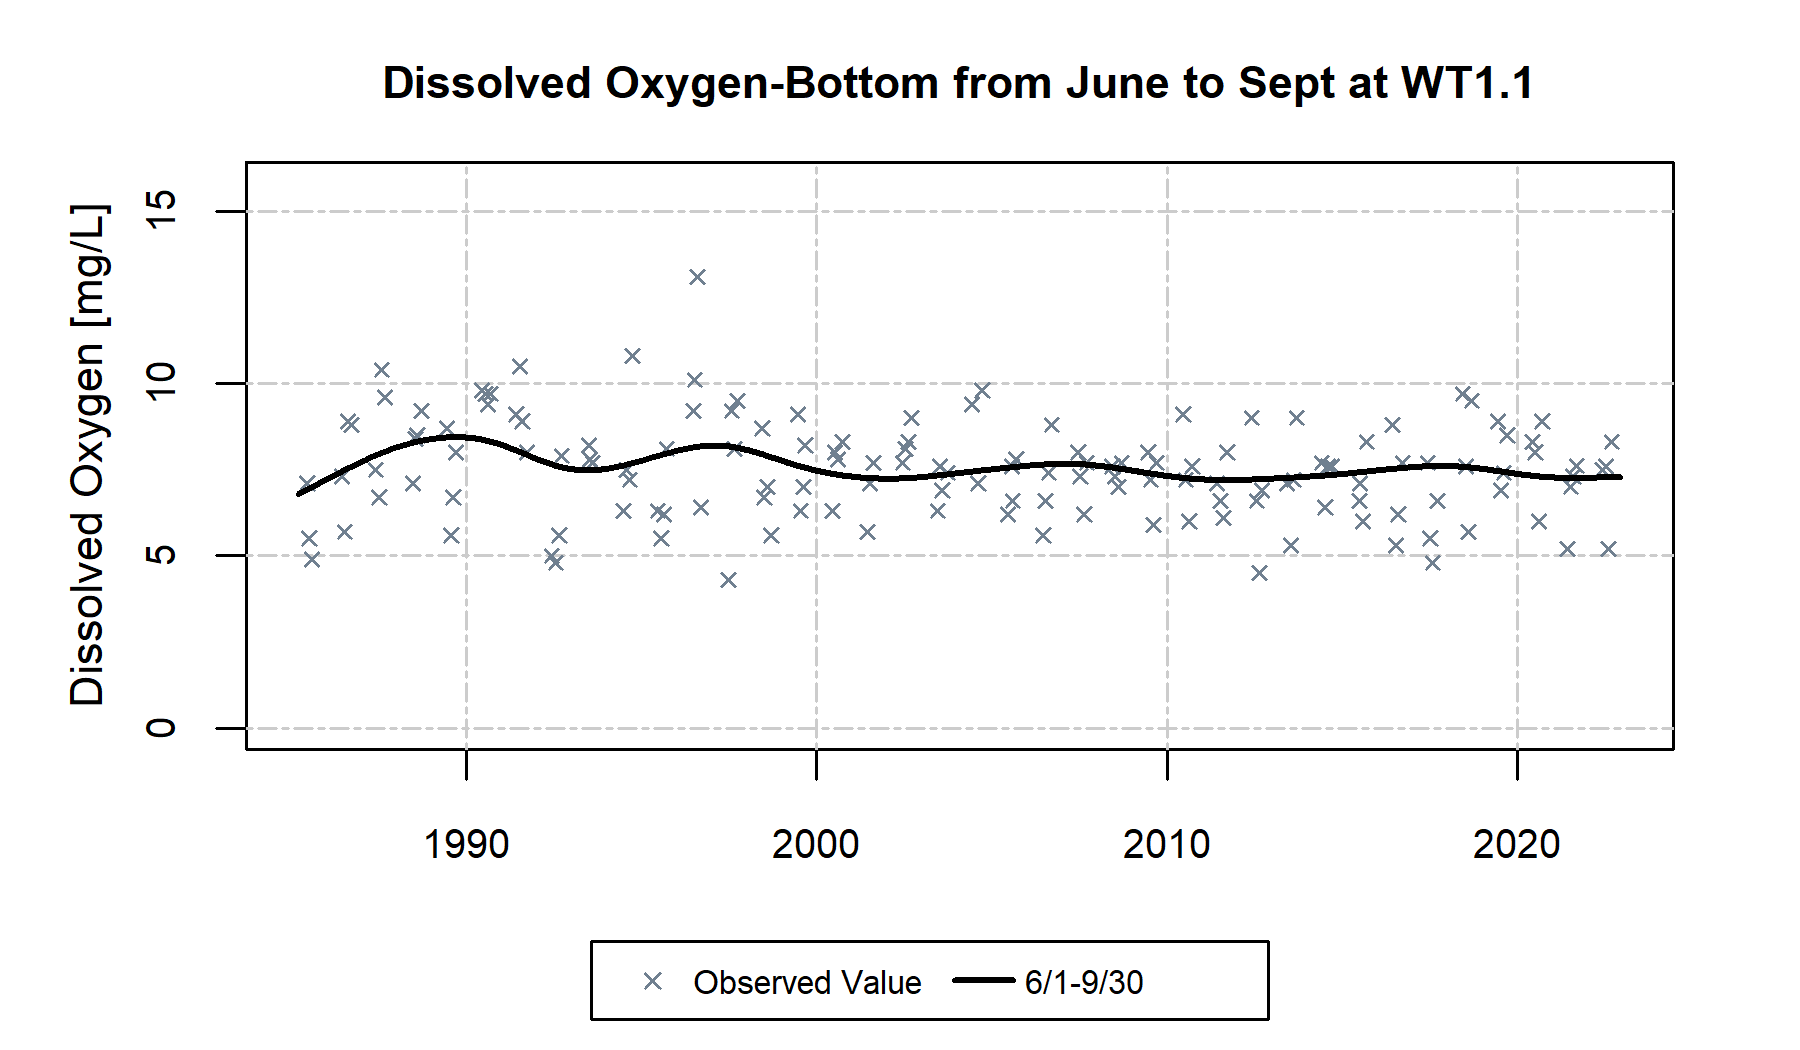 Dissolved Oxygen-Bottom from June to Sept at WT1.1
Dissolved Oxygen [mg/L]
15
10
5
0
1990 2000 2010 2020
Observed Value 6/1-9/30